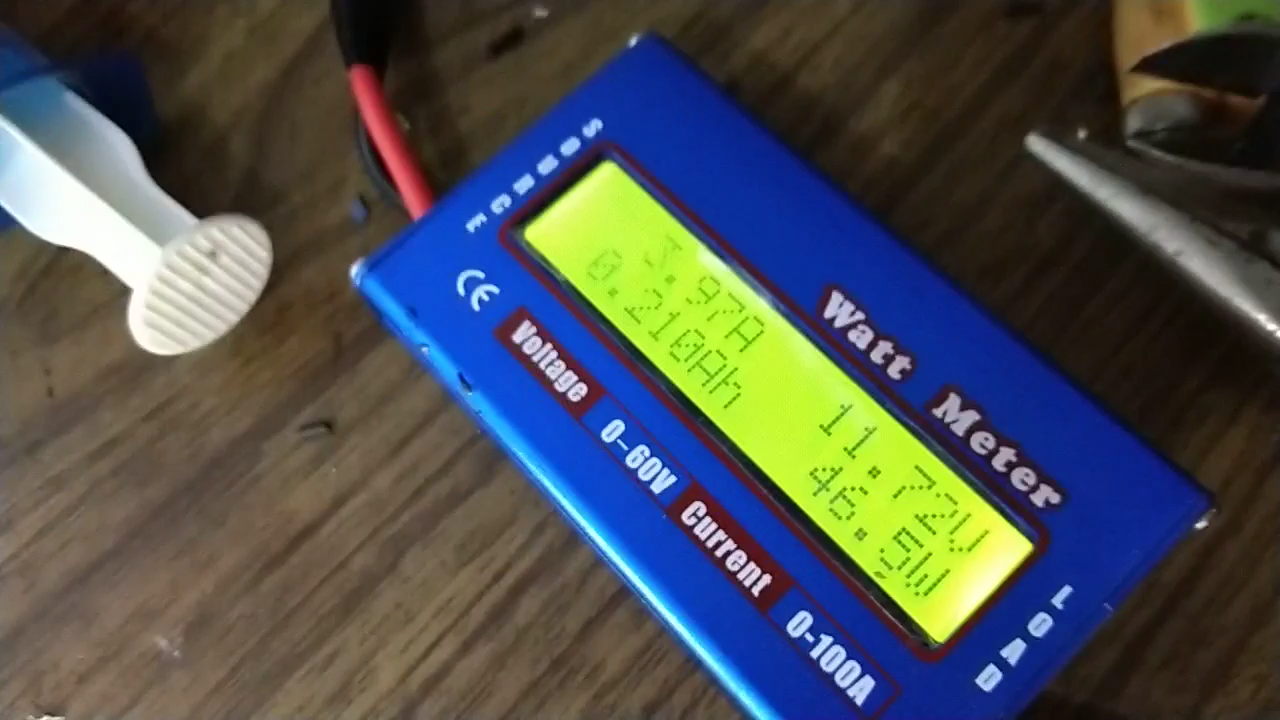 SOURCE
Watt Meter
3.97A 11.72V
0.210Ah 46.5W
CE
Voltage 0-60V Current 0-100A
LOAD